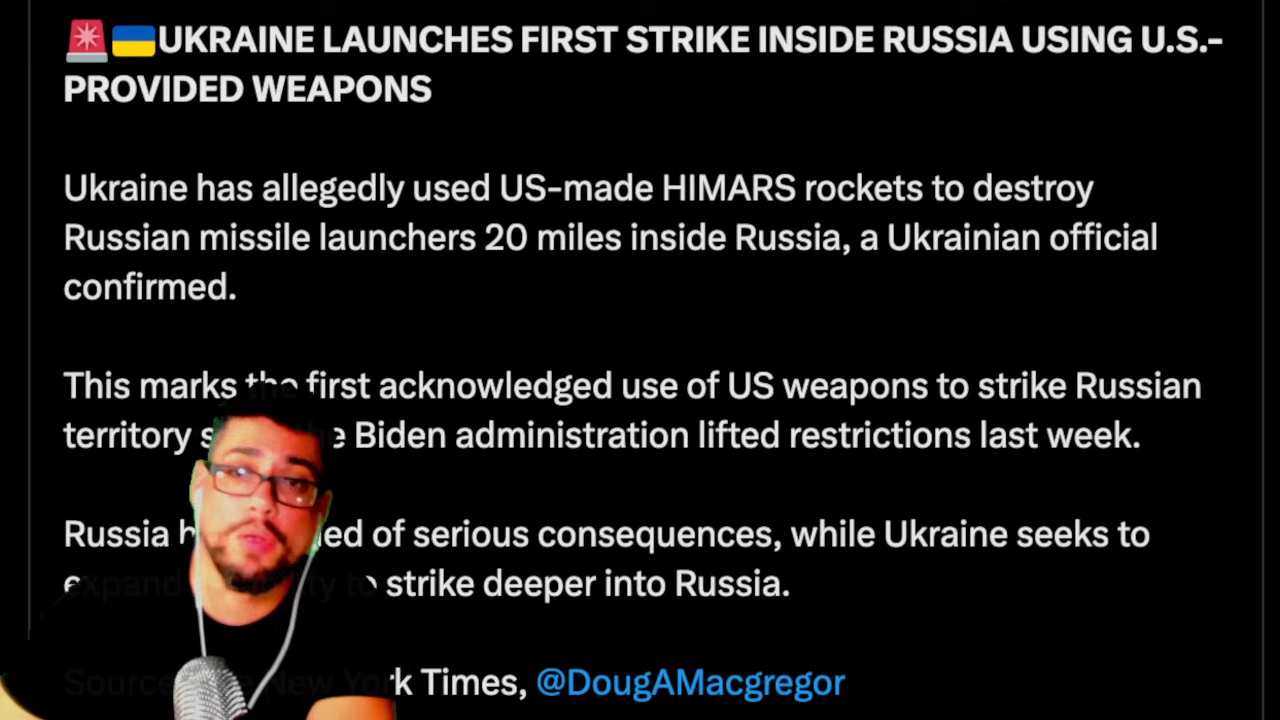 🚨🇺🇦UKRAINE LAUNCHES FIRST STRIKE INSIDE RUSSIA USING U.S.-
PROVIDED WEAPONS
Ukraine has allegedly used US-made HIMARS rockets to destroy
Russian missile launchers 20 miles inside Russia, a Ukrainian official
confirmed.
This marks the first acknowledged use of US weapons to strike Russian
territory Biden administration lifted restrictions last week.
Russia of serious consequences, while Ukraine seeks to
expand strike deeper into Russia.
New York Times, @DougAMacgregor